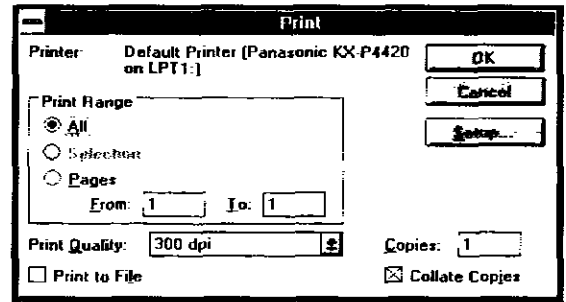 Print
Printer: Default Printer (Panasonic KX-P4420
on LPT1:)
OK
Cancel
Print Range
All
Setup...
Selection
Pages
From: 1 To: 1
Print Quality: 300 dpi
Copies: 1
Print to File
Collate Copies